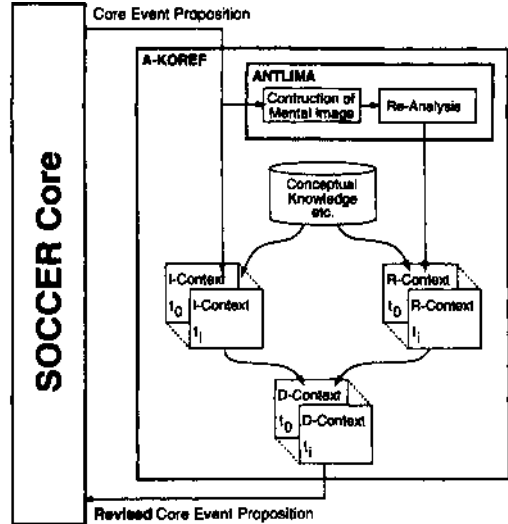 Core Event Proposition
SOCCER Core
A-KOREF
ANTLIMA
Contruction of
Mental Image
Re-Analysis
Conceptual
Knowledge
etc.
I-Context
t0
I-Context
ti
R-Context
t0
R-Context
ti
D-Context
t0
D-Context
ti
Revised Core Event Proposition